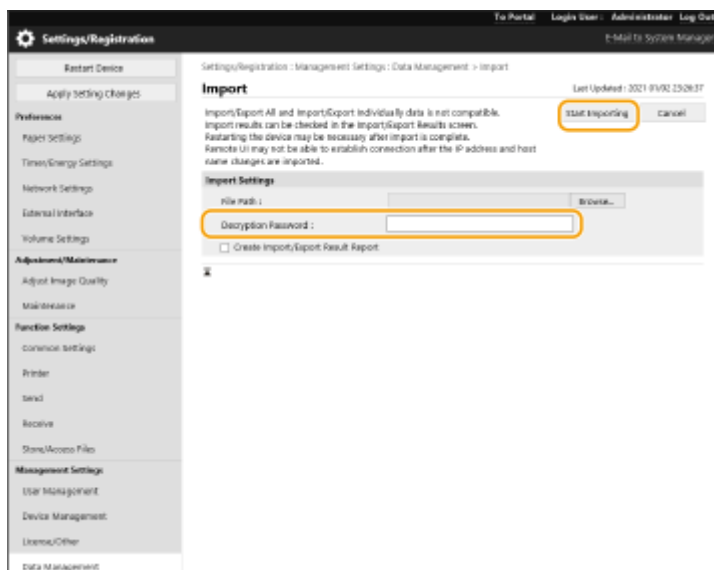 To Portal Login User : Administrator Log Out
Settings/Registration
E-Mail to System Manager
Restart Device
Apply Setting Changes
Preferences
Paper Settings
Timer/Energy Settings
Network Settings
External Interface
Volume Settings
Adjustment/Maintenance
Adjust Image Quality
Maintenance
Function Settings
Common Settings
Printer
Send
Receive
Store/Access Files
Management Settings
User Management
Device Management
License/Other
Data Management
Settings/Registration : Management Settings : Data Management > Import
Import
Last Updated : 2021 01/02 23:26:37
Import/Export All and Import/Export Individually data is not compatible.
Import results can be checked in the Import/Export Results screen.
Restarting the device may be necessary after import is complete.
Remote UI may not be able to establish connection after the IP address and host
name changes are imported.
Start Importing
Cancel
Import Settings
File Path :
Browse...
Decryption Password :
Create Import/Export Result Report